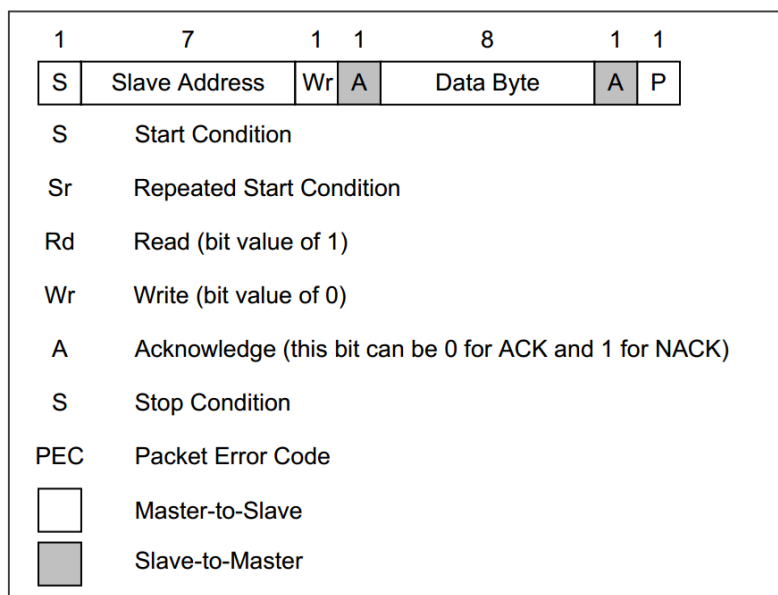 1 7 1 1 8 1 1
S Slave Address Wr A Data Byte A P
S Start Condition
Sr Repeated Start Condition
Rd Read (bit value of 1)
Wr Write (bit value of 0)
A Acknowledge (this bit can be 0 for ACK and 1 for NACK)
S Stop Condition
PEC Packet Error Code
Master-to-Slave
Slave-to-Master